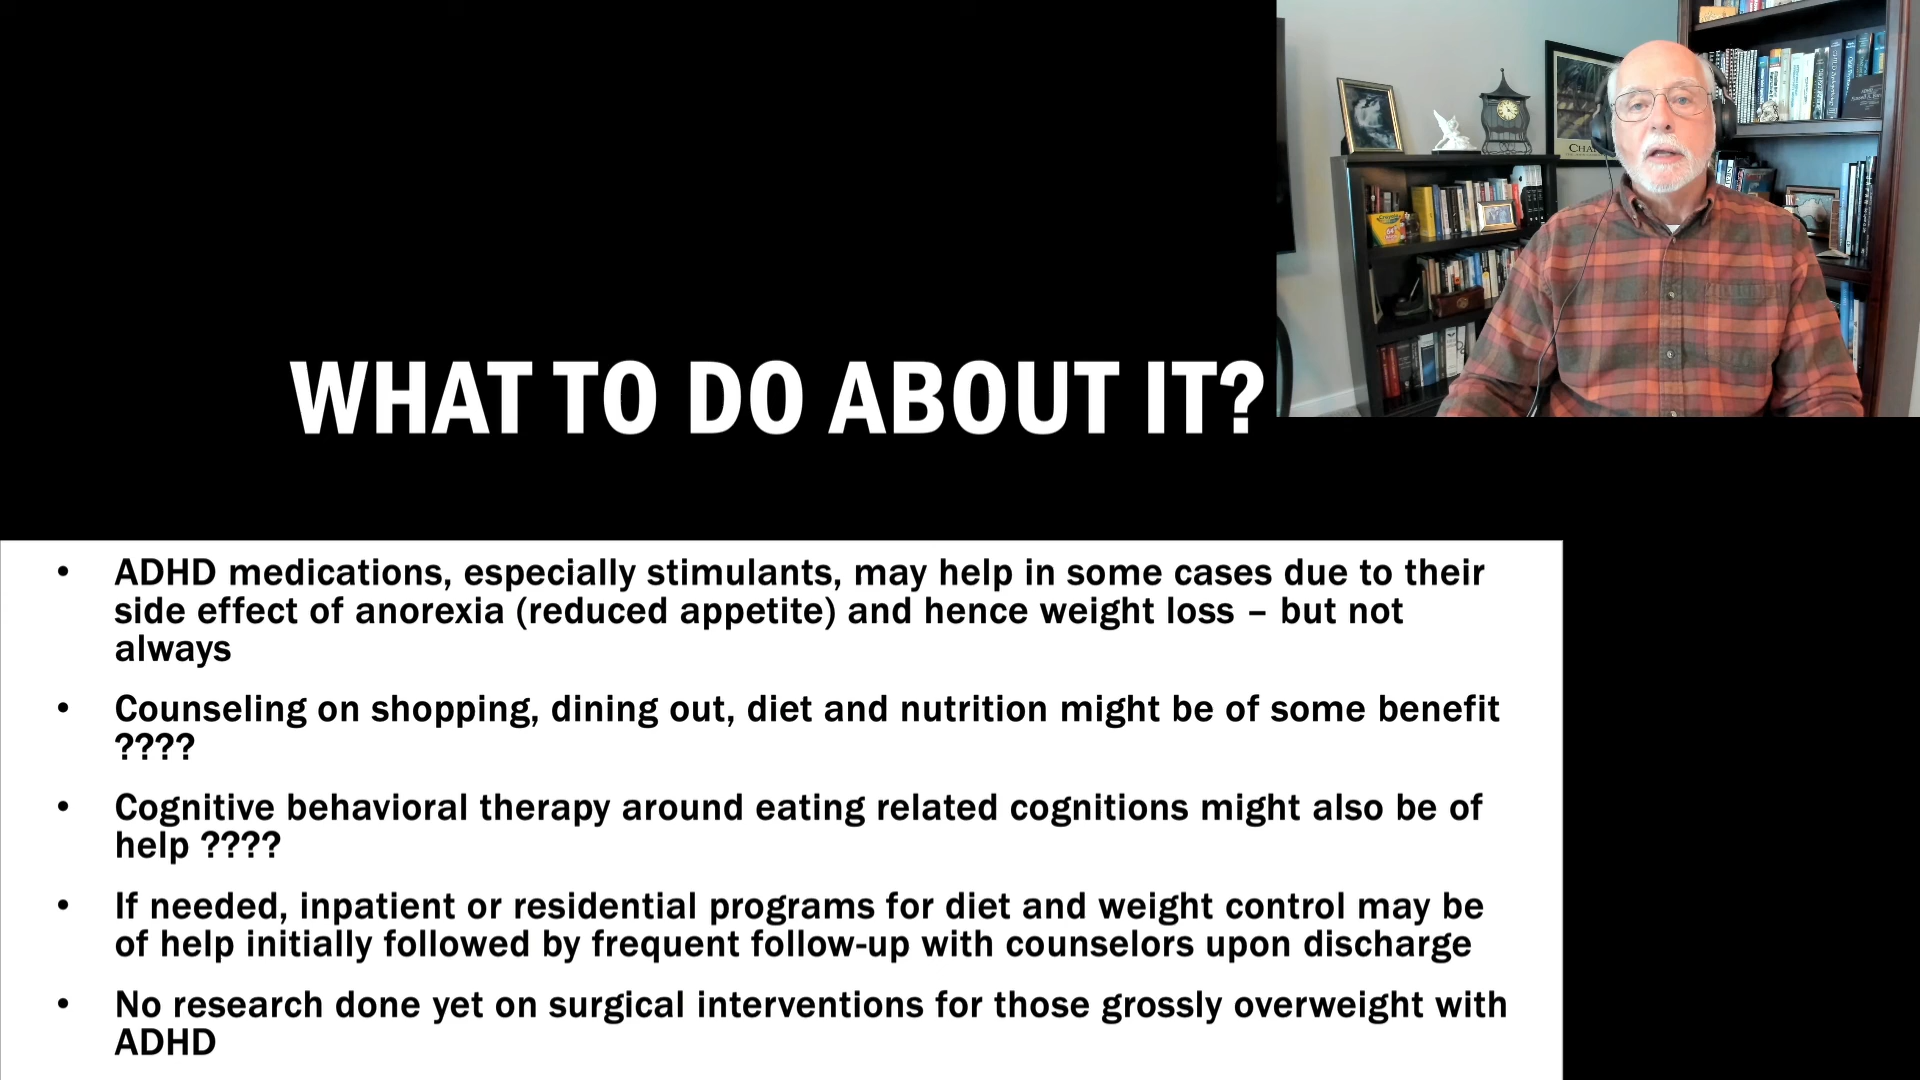 WHAT TO DO ABOUT IT?
• ADHD medications, especially stimulants, may help in some cases due to their
side effect of anorexia (reduced appetite) and hence weight loss – but not
always
• Counseling on shopping, dining out, diet and nutrition might be of some benefit
????
• Cognitive behavioral therapy around eating related cognitions might also be of
help ????
• If needed, inpatient or residential programs for diet and weight control may be
of help initially followed by frequent follow-up with counselors upon discharge
• No research done yet on surgical interventions for those grossly overweight with
ADHD
Crayola
64